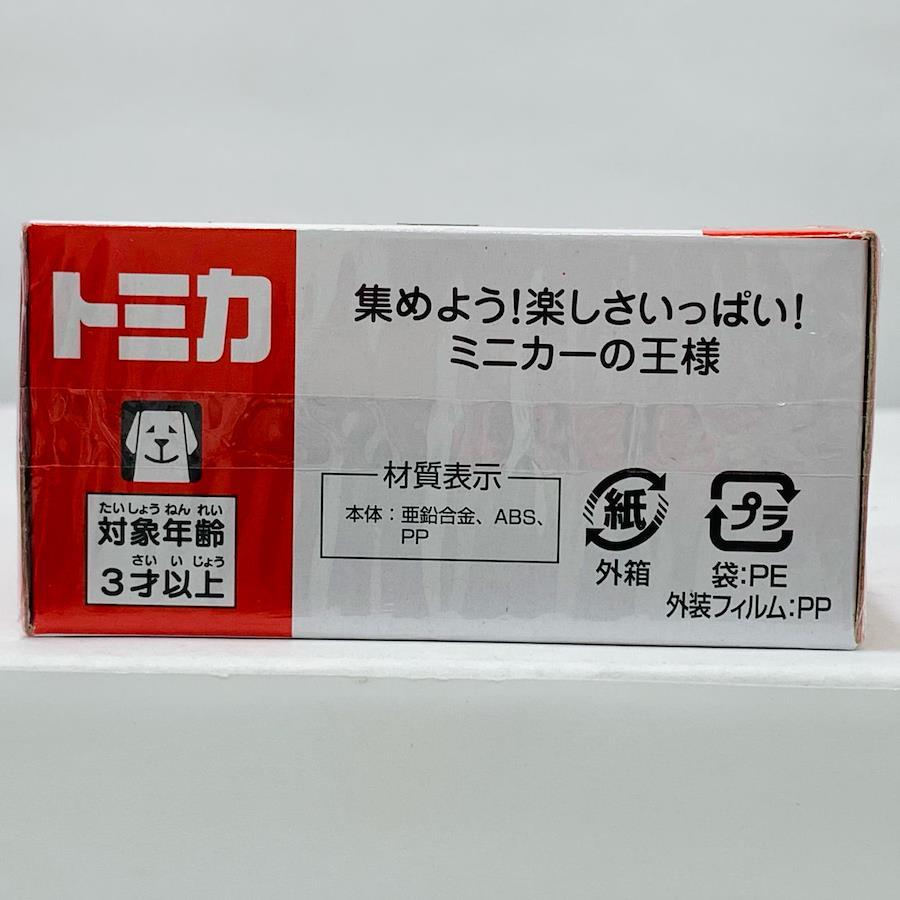 トミカ
集めよう!楽しさいっぱい!
ミニカーの王様
たいしょうねんれい
対象年齢
さいいじょう
3才以上
材質表示
本体:亜鉛合金、ABS、
PP
紙
外箱
プラ
袋:PE
外装フィルム:PP